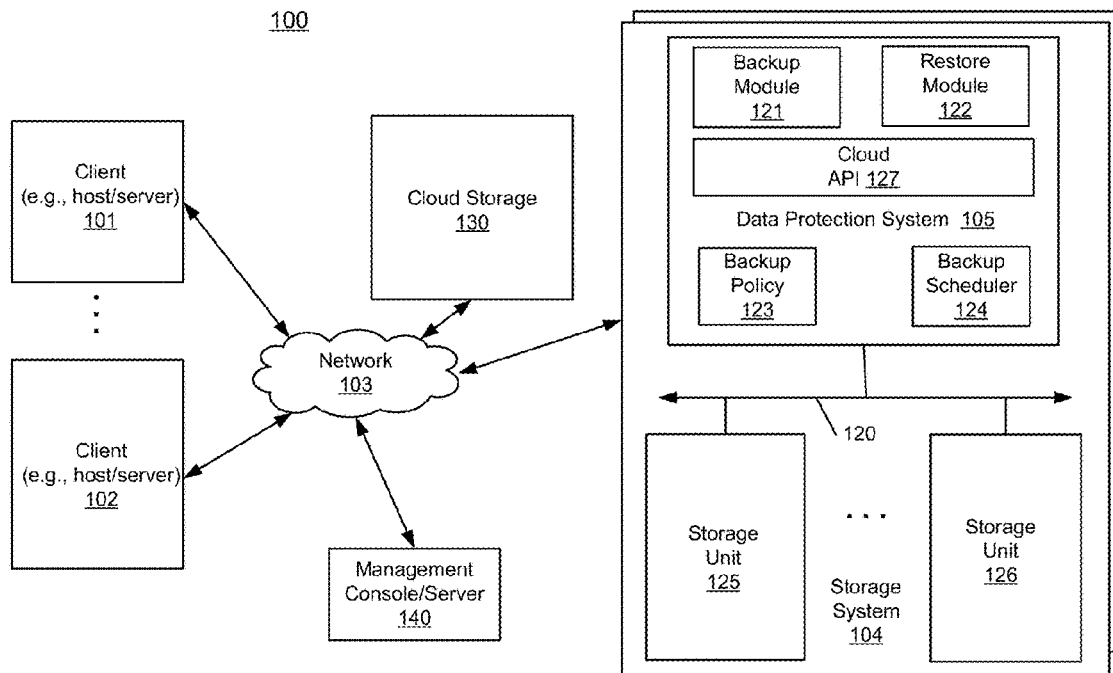 100
Client
(e.g., host/server)
101
Client
(e.g., host/server)
102
Cloud Storage
130
Network
103
Management
Console/Server
140
Backup
Module
121
Restore
Module
122
Cloud
API 127
Data Protection System 105
Backup
Policy
123
Backup
Scheduler
124
120
Storage
Unit
125
Storage
System
104
Storage
Unit
126